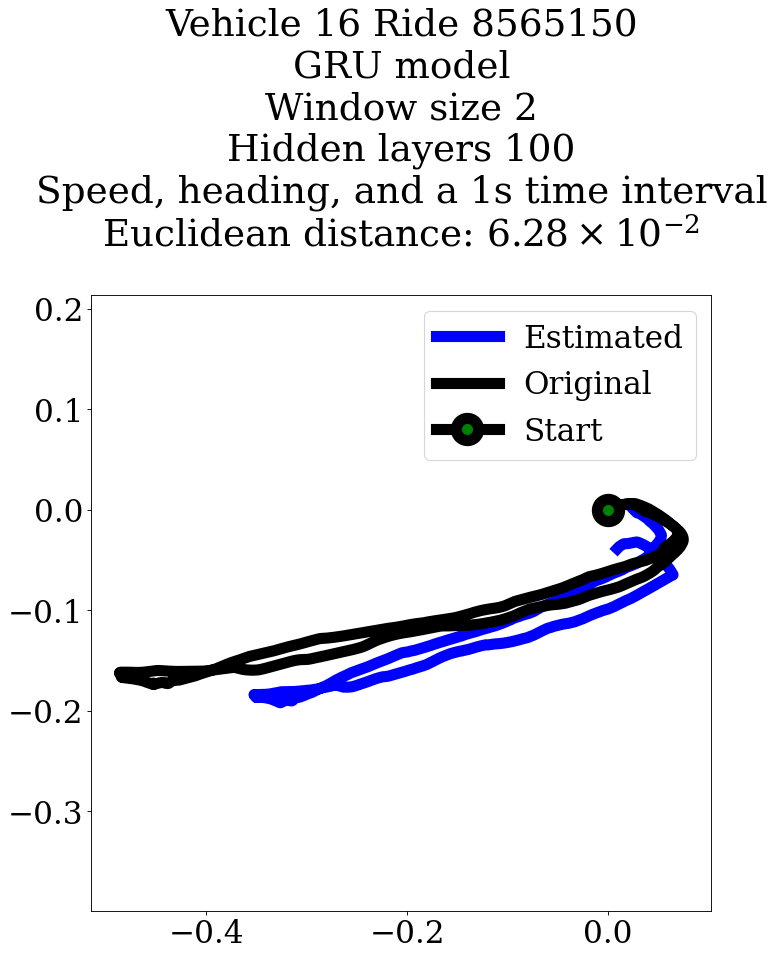 Vehicle 16 Ride 8565150
GRU model
Window size 2
Hidden layers 100
Speed, heading, and a 1s time interval
Euclidean distance: 6.28 × 10⁻²
Estimated
Original
Start
0.2
0.1
0.0
−0.1
−0.2
−0.3
−0.4
−0.2
0.0